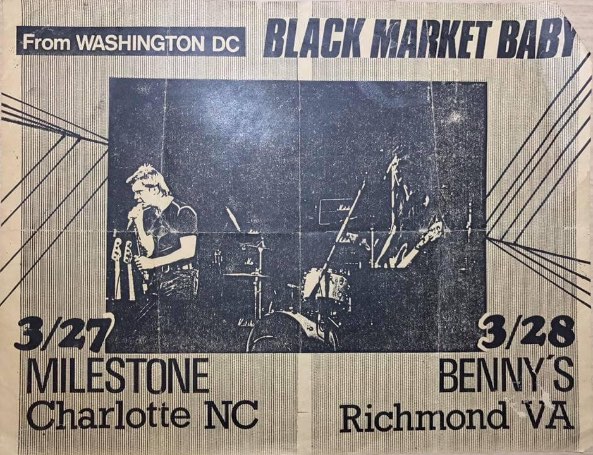 From WASHINGTON DC
BLACK MARKET BABY
3/27
MILESTONE
Charlotte NC
3/28
BENNY'S
Richmond VA